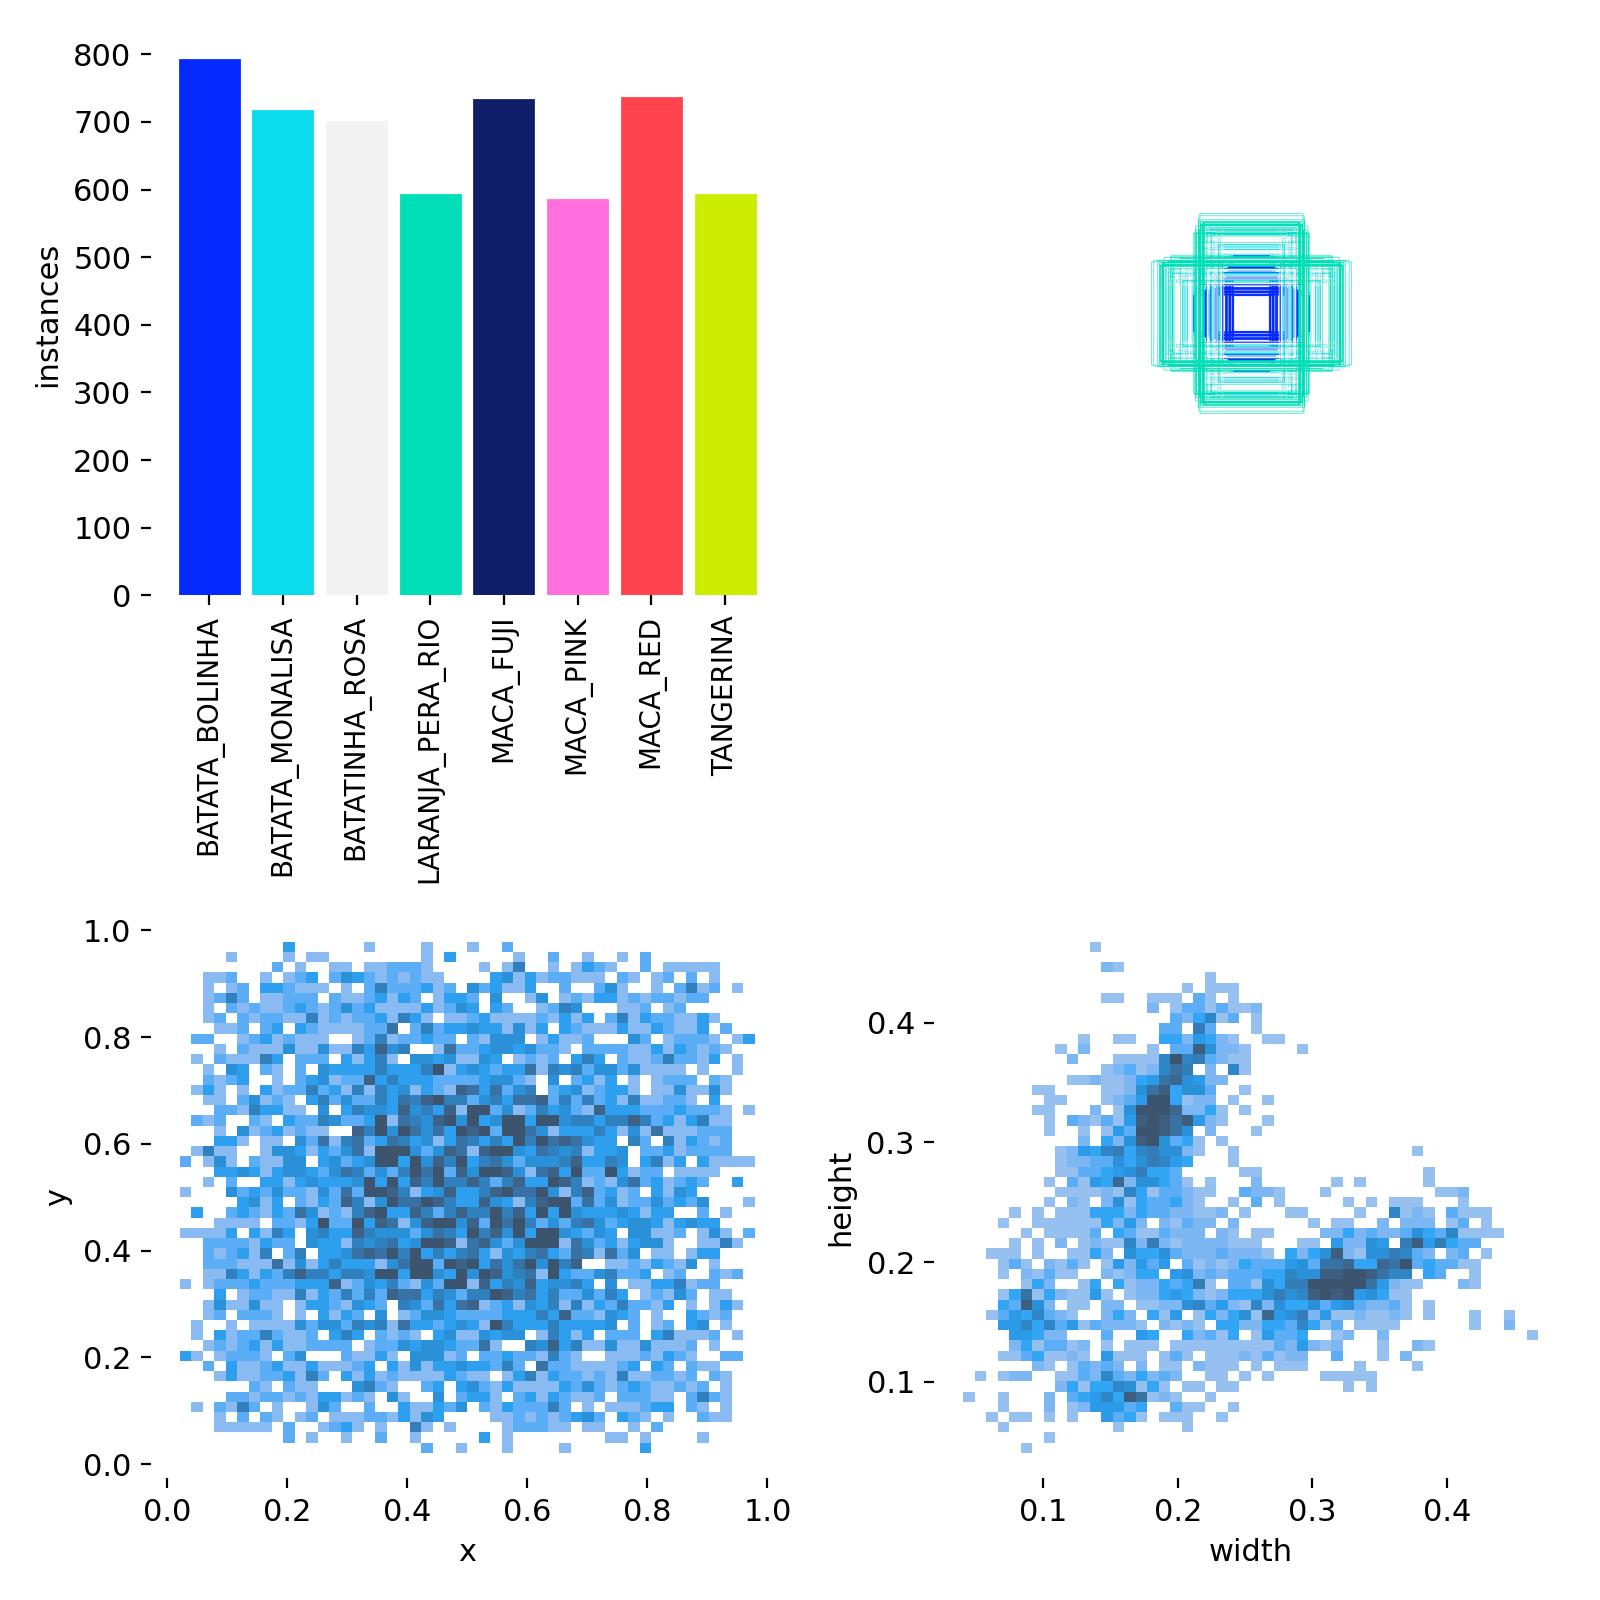 800
700
600
500
400
300
200
100
0
instances
BATATA_BOLINHA
BATATA_MONALISA
BATATINHA_ROSA
LARANJA_PERA_RIO
MACA_FUJI
MACA_PINK
MACA_RED
TANGERINA
1.0
0.8
0.6
0.4
0.2
0.0
y
0.0 0.2 0.4 0.6 0.8 1.0
x
0.4
0.3
0.2
0.1
height
0.1 0.2 0.3 0.4
width